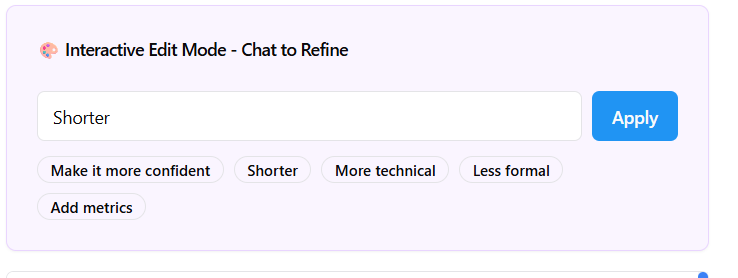 🎨 Interactive Edit Mode - Chat to Refine
Shorter
Apply
Make it more confident
Shorter
More technical
Less formal
Add metrics